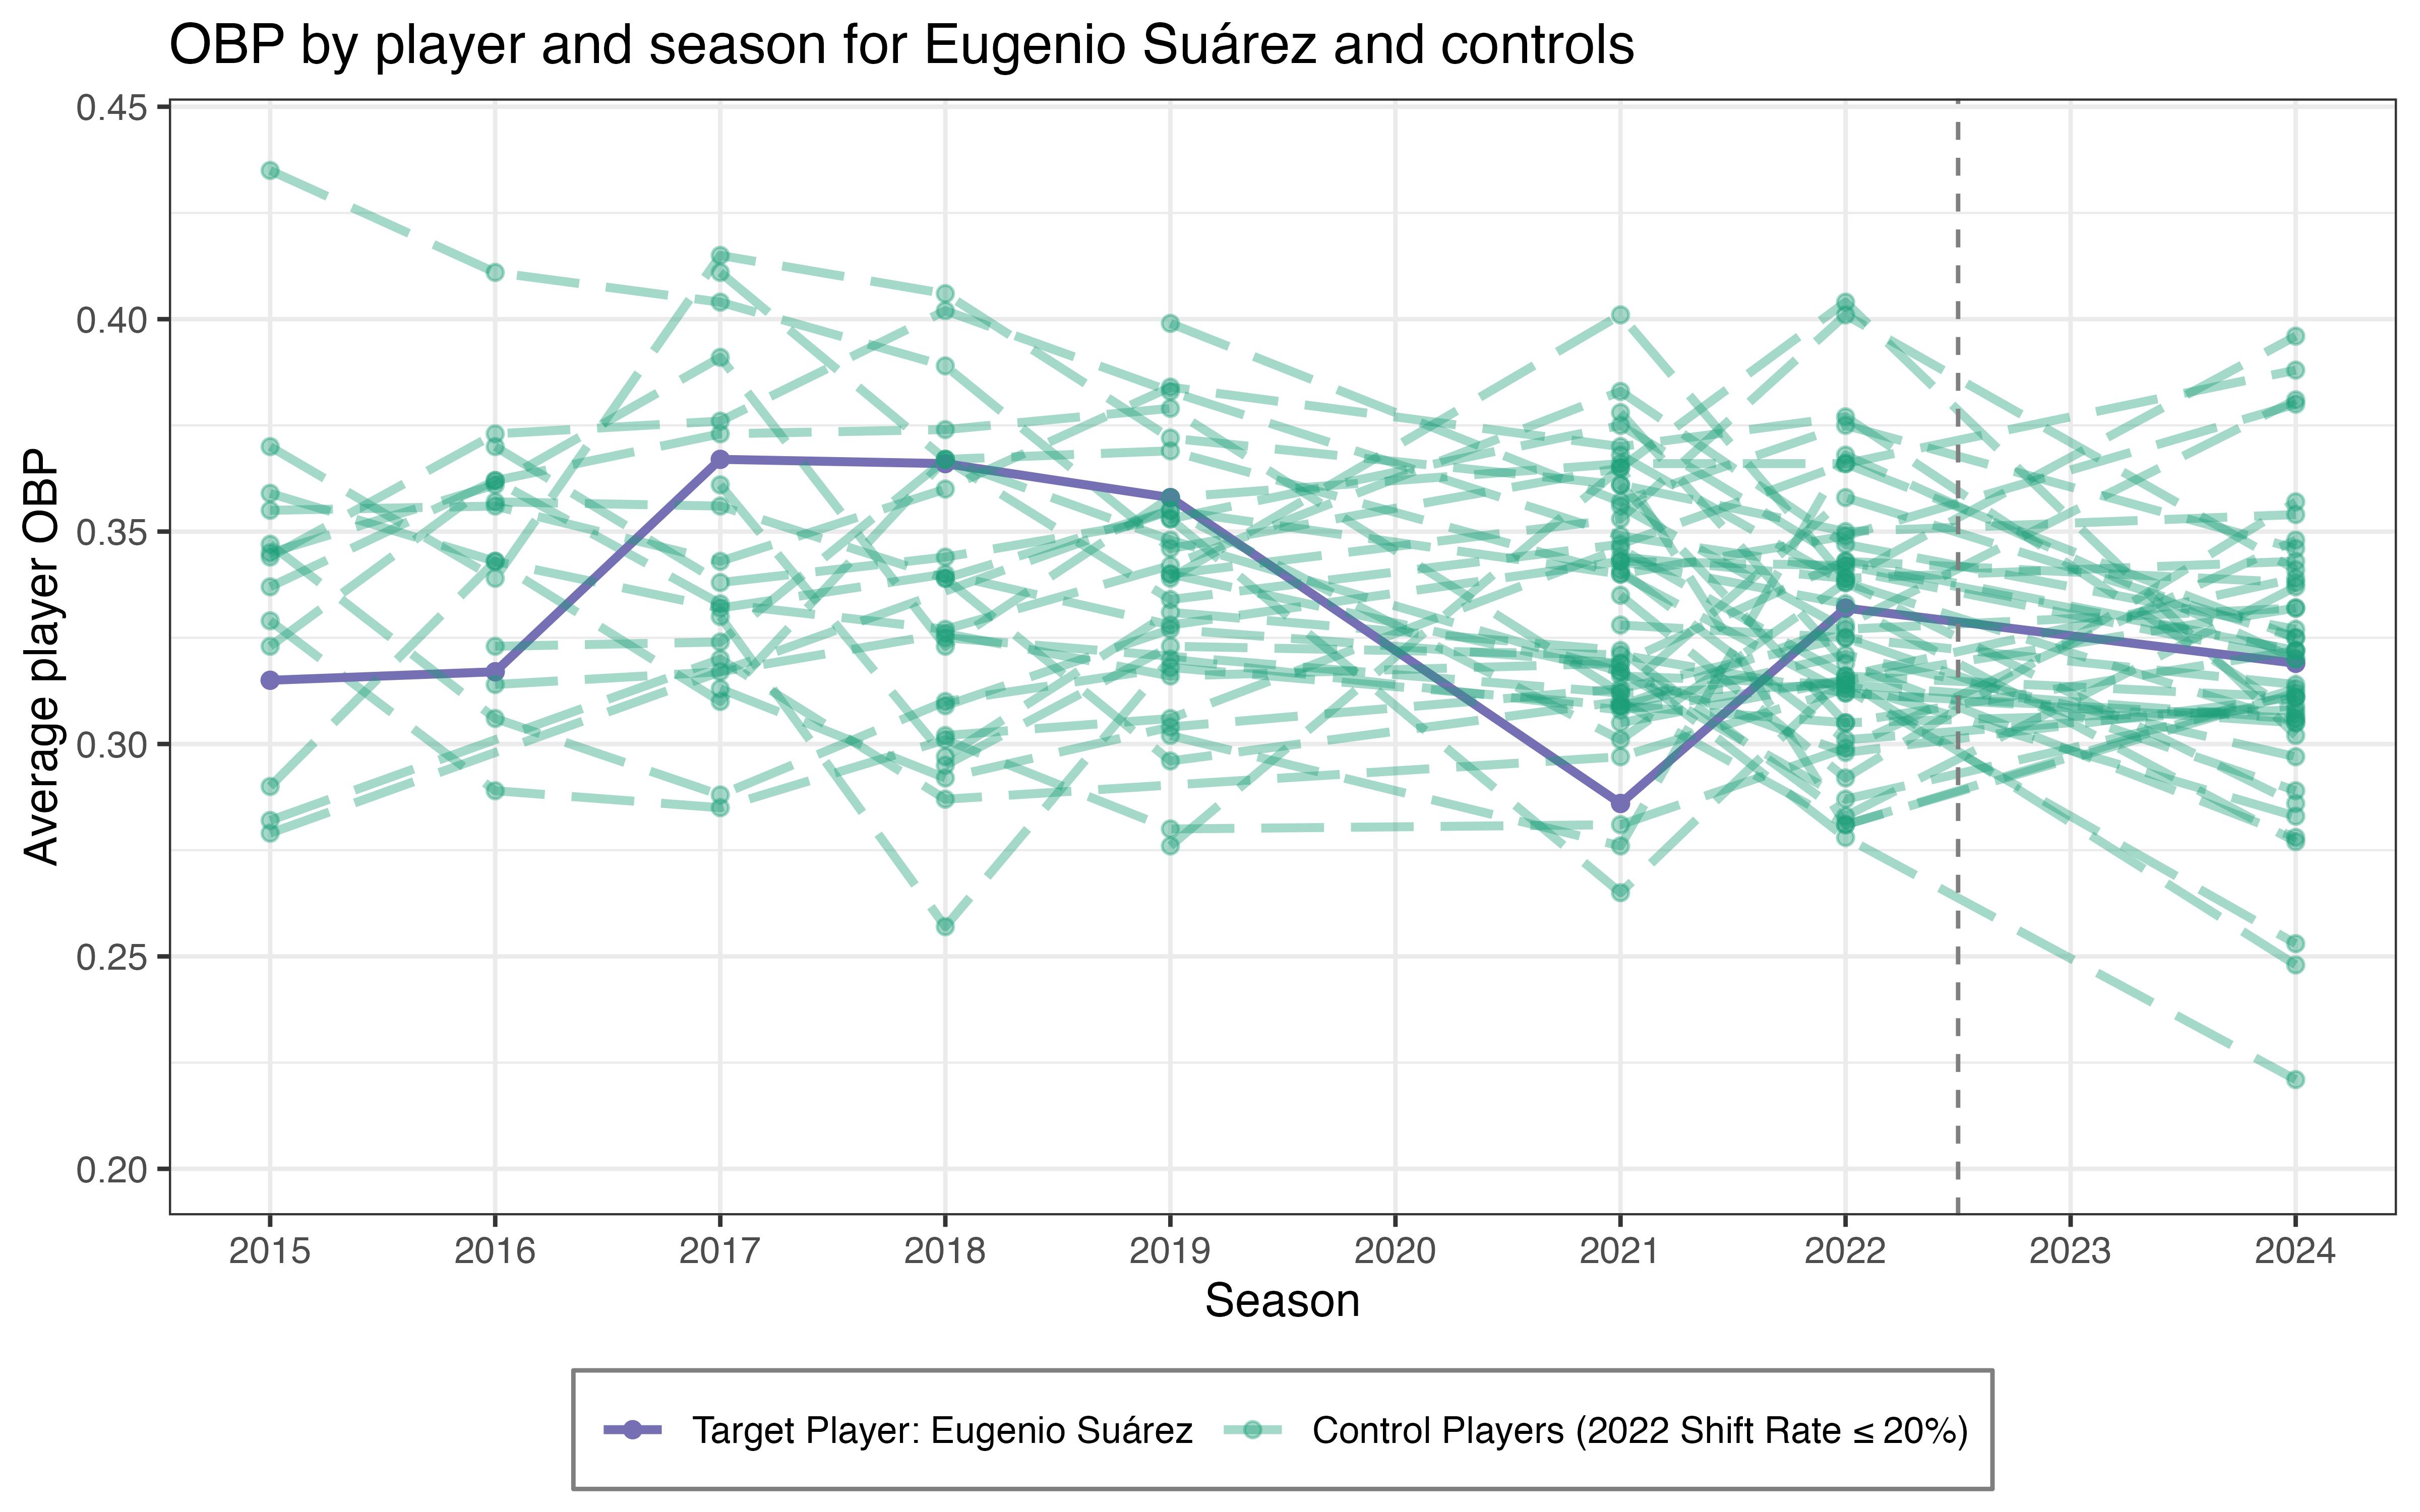 OBP by player and season for Eugenio Suárez and controls
Average player OBP
0.45
0.40
0.35
0.30
0.25
0.20
2015 2016 2017 2018 2019 2020 2021 2022 2023 2024
Season
Target Player: Eugenio Suárez Control Players (2022 Shift Rate ≤ 20%)